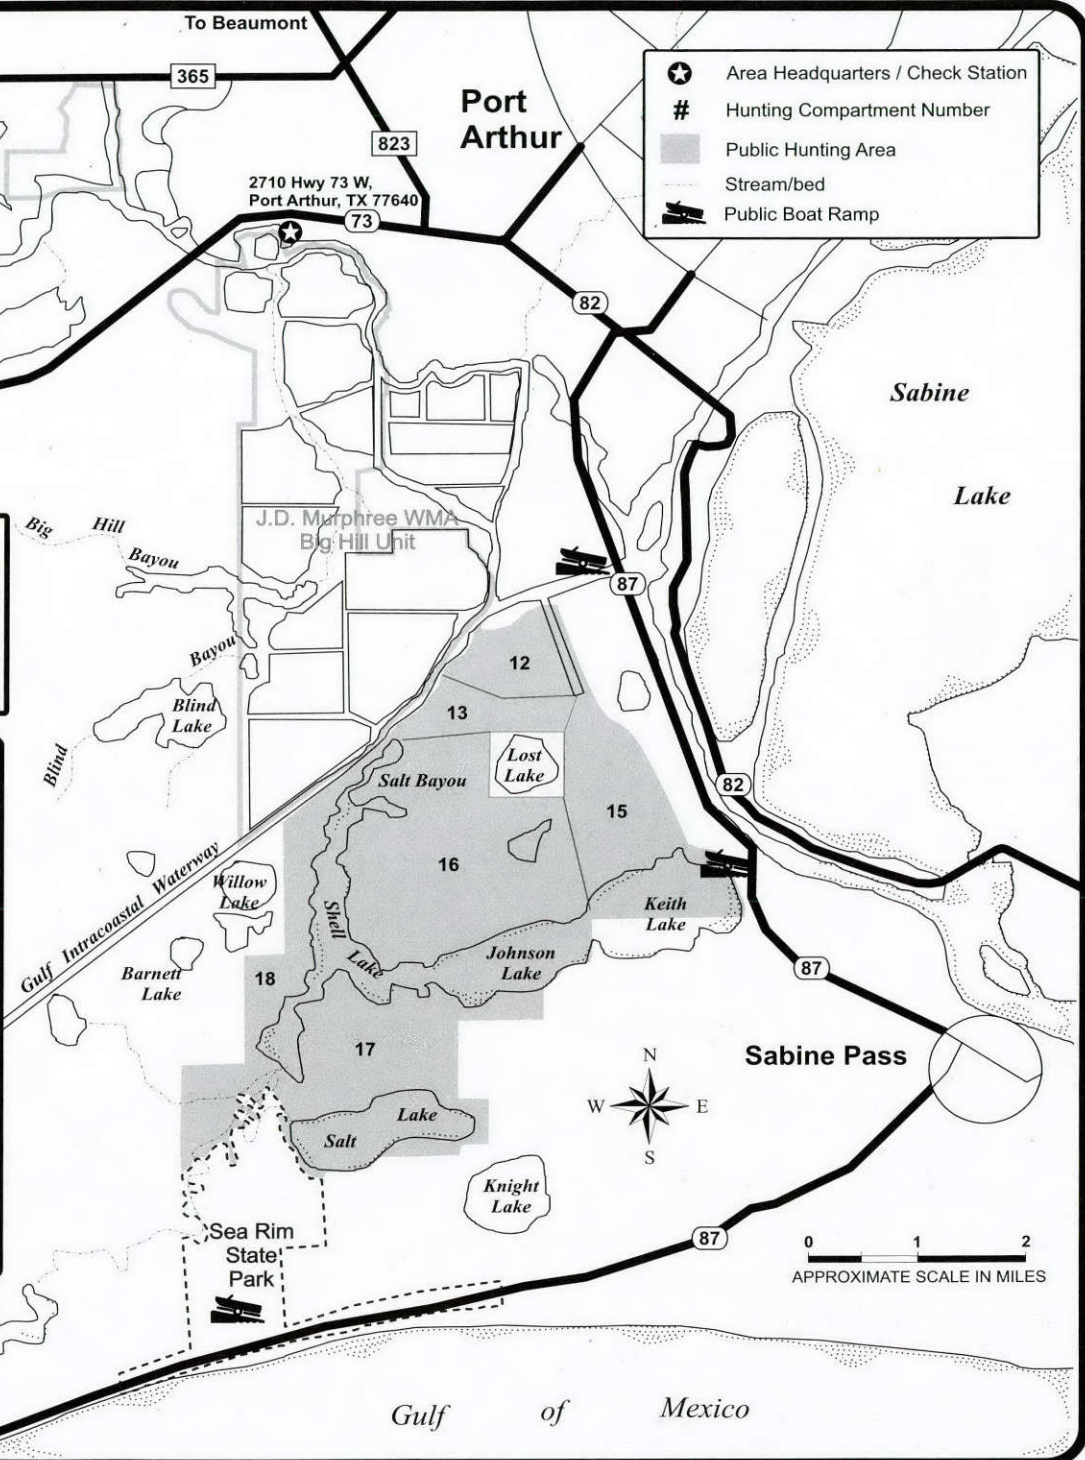 To Beaumont
365
823
Port
Arthur
2710 Hwy 73 W,
Port Arthur, TX 77640
73
Area Headquarters / Check Station
# Hunting Compartment Number
Public Hunting Area
Stream/bed
Public Boat Ramp
82
Sabine
Lake
Big Hill
Bayou
J.D. Murphree WMA
Big Hill Unit
87
Blind
Bayou
Blind
Lake
12
13
Lost
Lake
Salt Bayou
15
82
16
Gulf Intracoastal Waterway
Willow
Lake
Shell
Lake
Keith
Lake
Johnson
Lake
Barnett
Lake
18
87
17
Sabine Pass
N
W E
S
Salt
Lake
Knight
Lake
Sea Rim
State
Park
87
0 1 2
APPROXIMATE SCALE IN MILES
Gulf of Mexico